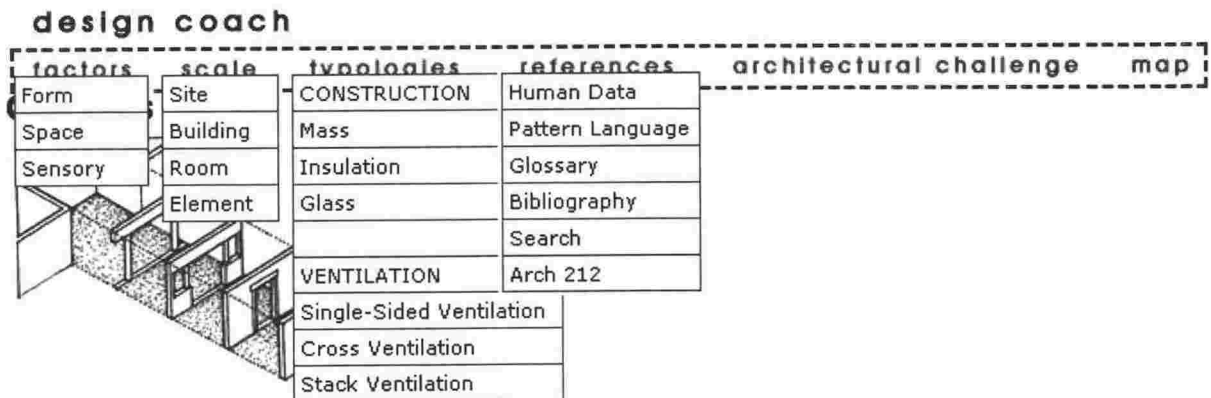 design coach
factors scale typologies references architectural challenge map
Form
Space
Sensory
Site
Building
Room
Element
CONSTRUCTION
Mass
Insulation
Glass
VENTILATION
Single-Sided Ventilation
Cross Ventilation
Stack Ventilation
Human Data
Pattern Language
Glossary
Bibliography
Search
Arch 212